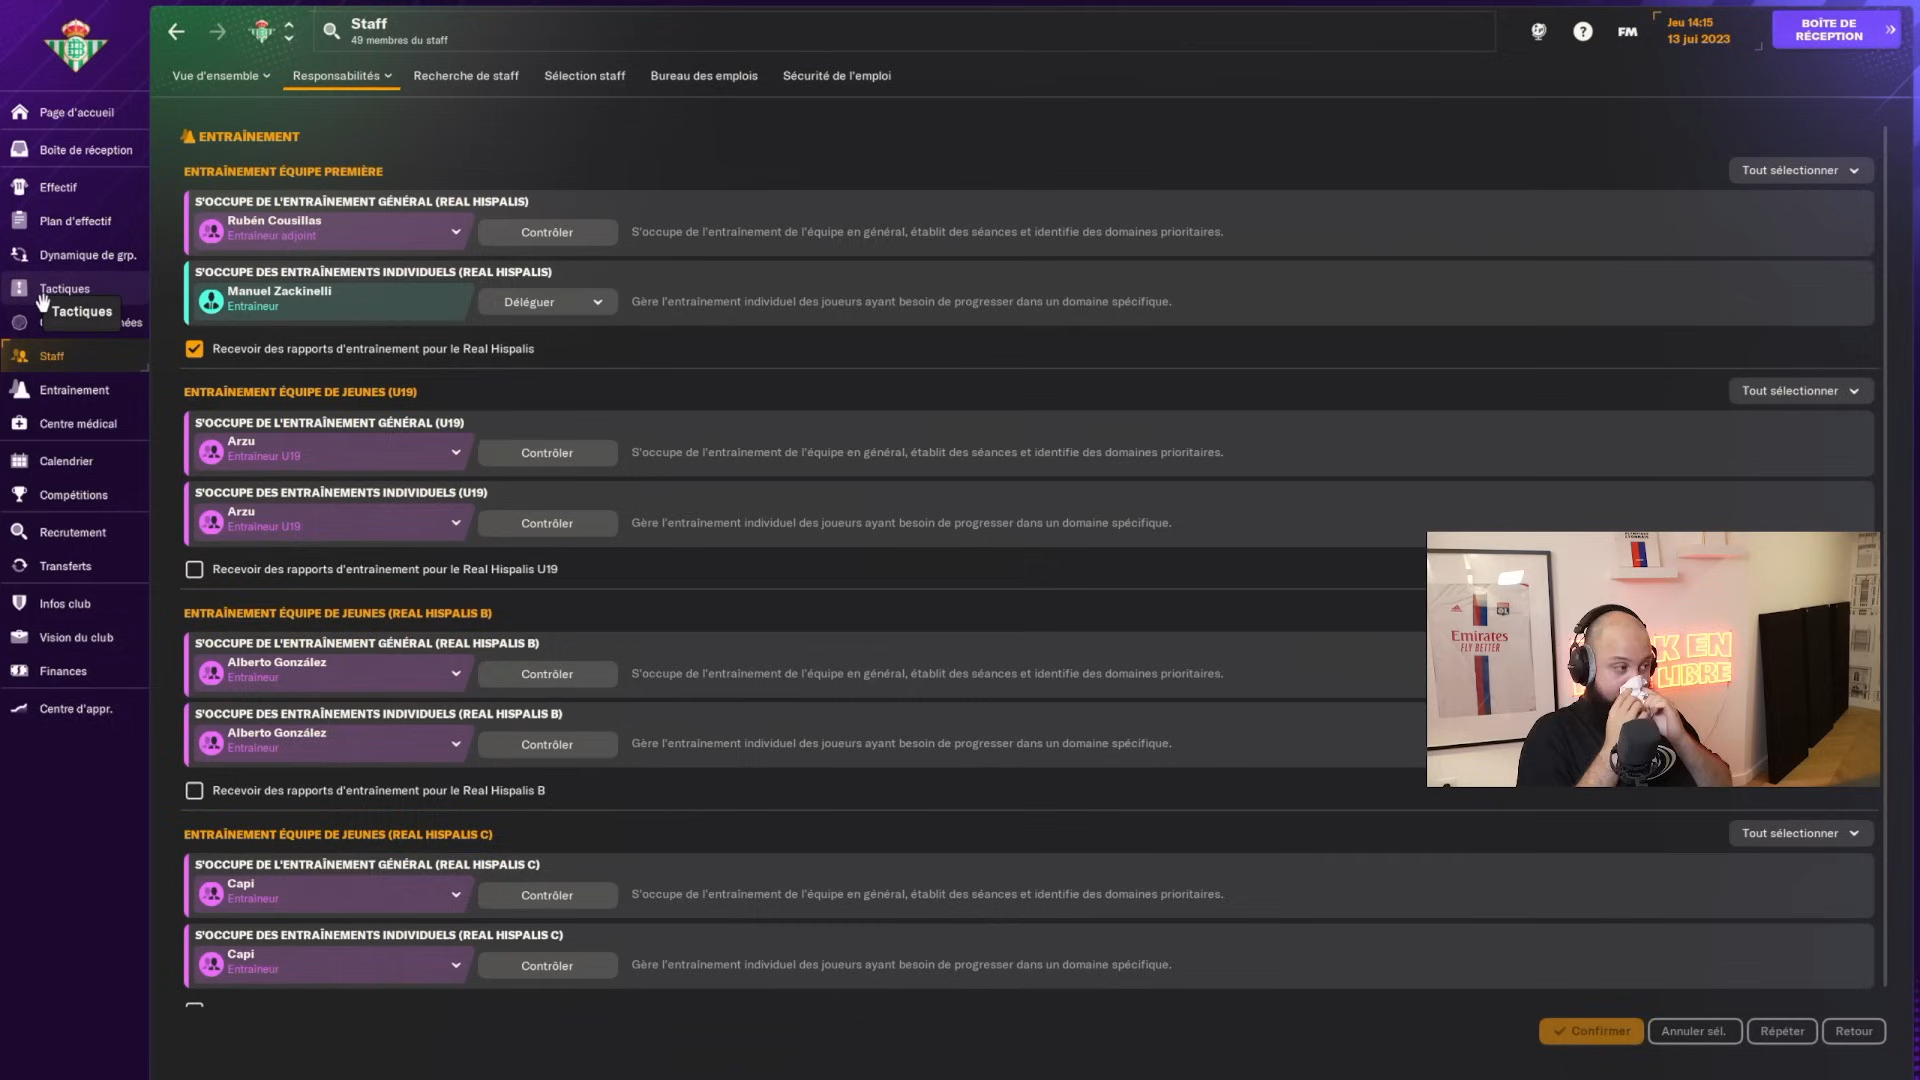 Staff
49 membres du staff
FM
Jeu 14:15
13 jui 2023
BOÎTE DE
RÉCEPTION
Vue d'ensemble
Responsabilités
Recherche de staff
Sélection staff
Bureau des emplois
Sécurité de l'emploi
Page d'accueil
Boîte de réception
Effectif
Plan d'effectif
Dynamique de grp.
Tactiques
Tactiques
Staff
Entraînement
Centre médical
Calendrier
Compétitions
Recrutement
Transferts
Infos club
Vision du club
Finances
Centre d'appr.
ENTRAÎNEMENT
ENTRAÎNEMENT ÉQUIPE PREMIÈRE
Tout sélectionner
S'OCCUPE DE L'ENTRAÎNEMENT GÉNÉRAL (REAL HISPALIS)
Rubén Cousillas
Entraîneur adjoint
Contrôler
S'occupe de l'entraînement de l'équipe en général, établit des séances et identifie des domaines prioritaires.
S'OCCUPE DES ENTRAÎNEMENTS INDIVIDUELS (REAL HISPALIS)
Manuel Zackinelli
Entraîneur
Déléguer
Gère l'entraînement individuel des joueurs ayant besoin de progresser dans un domaine spécifique.
Recevoir des rapports d'entraînement pour le Real Hispalis
ENTRAÎNEMENT ÉQUIPE DE JEUNES (U19)
Tout sélectionner
S'OCCUPE DE L'ENTRAÎNEMENT GÉNÉRAL (U19)
Arzu
Entraîneur U19
Contrôler
S'occupe de l'entraînement de l'équipe en général, établit des séances et identifie des domaines prioritaires.
S'OCCUPE DES ENTRAÎNEMENTS INDIVIDUELS (U19)
Arzu
Entraîneur U19
Contrôler
Gère l'entraînement individuel des joueurs ayant besoin de progresser dans un domaine spécifique.
Recevoir des rapports d'entraînement pour le Real Hispalis U19
ENTRAÎNEMENT ÉQUIPE DE JEUNES (REAL HISPALIS B)
S'OCCUPE DE L'ENTRAÎNEMENT GÉNÉRAL (REAL HISPALIS B)
Alberto González
Entraîneur
Contrôler
S'occupe de l'entraînement de l'équipe en général, établit des séances et identifie des domaines prioritaires.
S'OCCUPE DES ENTRAÎNEMENTS INDIVIDUELS (REAL HISPALIS B)
Alberto González
Entraîneur
Contrôler
Gère l'entraînement individuel des joueurs ayant besoin de progresser dans un domaine spécifique.
Recevoir des rapports d'entraînement pour le Real Hispalis B
ENTRAÎNEMENT ÉQUIPE DE JEUNES (REAL HISPALIS C)
Tout sélectionner
S'OCCUPE DE L'ENTRAÎNEMENT GÉNÉRAL (REAL HISPALIS C)
Capi
Entraîneur
Contrôler
S'occupe de l'entraînement de l'équipe en général, établit des séances et identifie des domaines prioritaires.
S'OCCUPE DES ENTRAÎNEMENTS INDIVIDUELS (REAL HISPALIS C)
Capi
Entraîneur
Contrôler
Gère l'entraînement individuel des joueurs ayant besoin de progresser dans un domaine spécifique.
Confirmer
Annuler sél.
Répéter
Retour
Emirates
FLY BETTER
OL
K EN
LIBRE